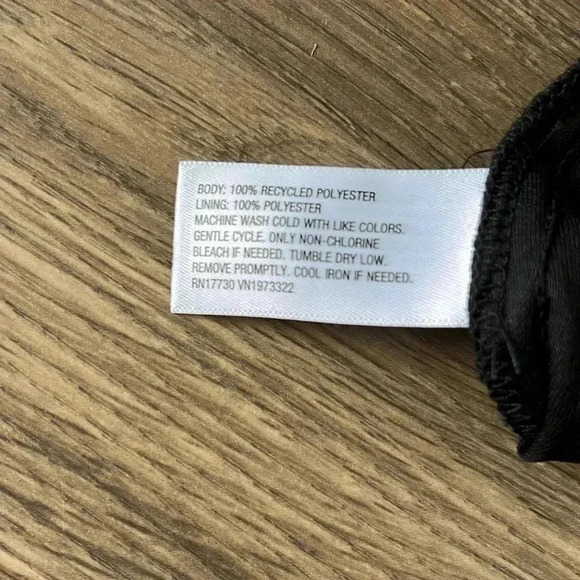 BODY: 100% RECYCLED POLYESTER
LINING: 100% POLYESTER
MACHINE WASH COLD WITH LIKE COLORS.
GENTLE CYCLE. ONLY NON-CHLORINE
BLEACH IF NEEDED. TUMBLE DRY LOW.
REMOVE PROMPTLY. COOL IRON IF NEEDED.
RN17730 VN1973322